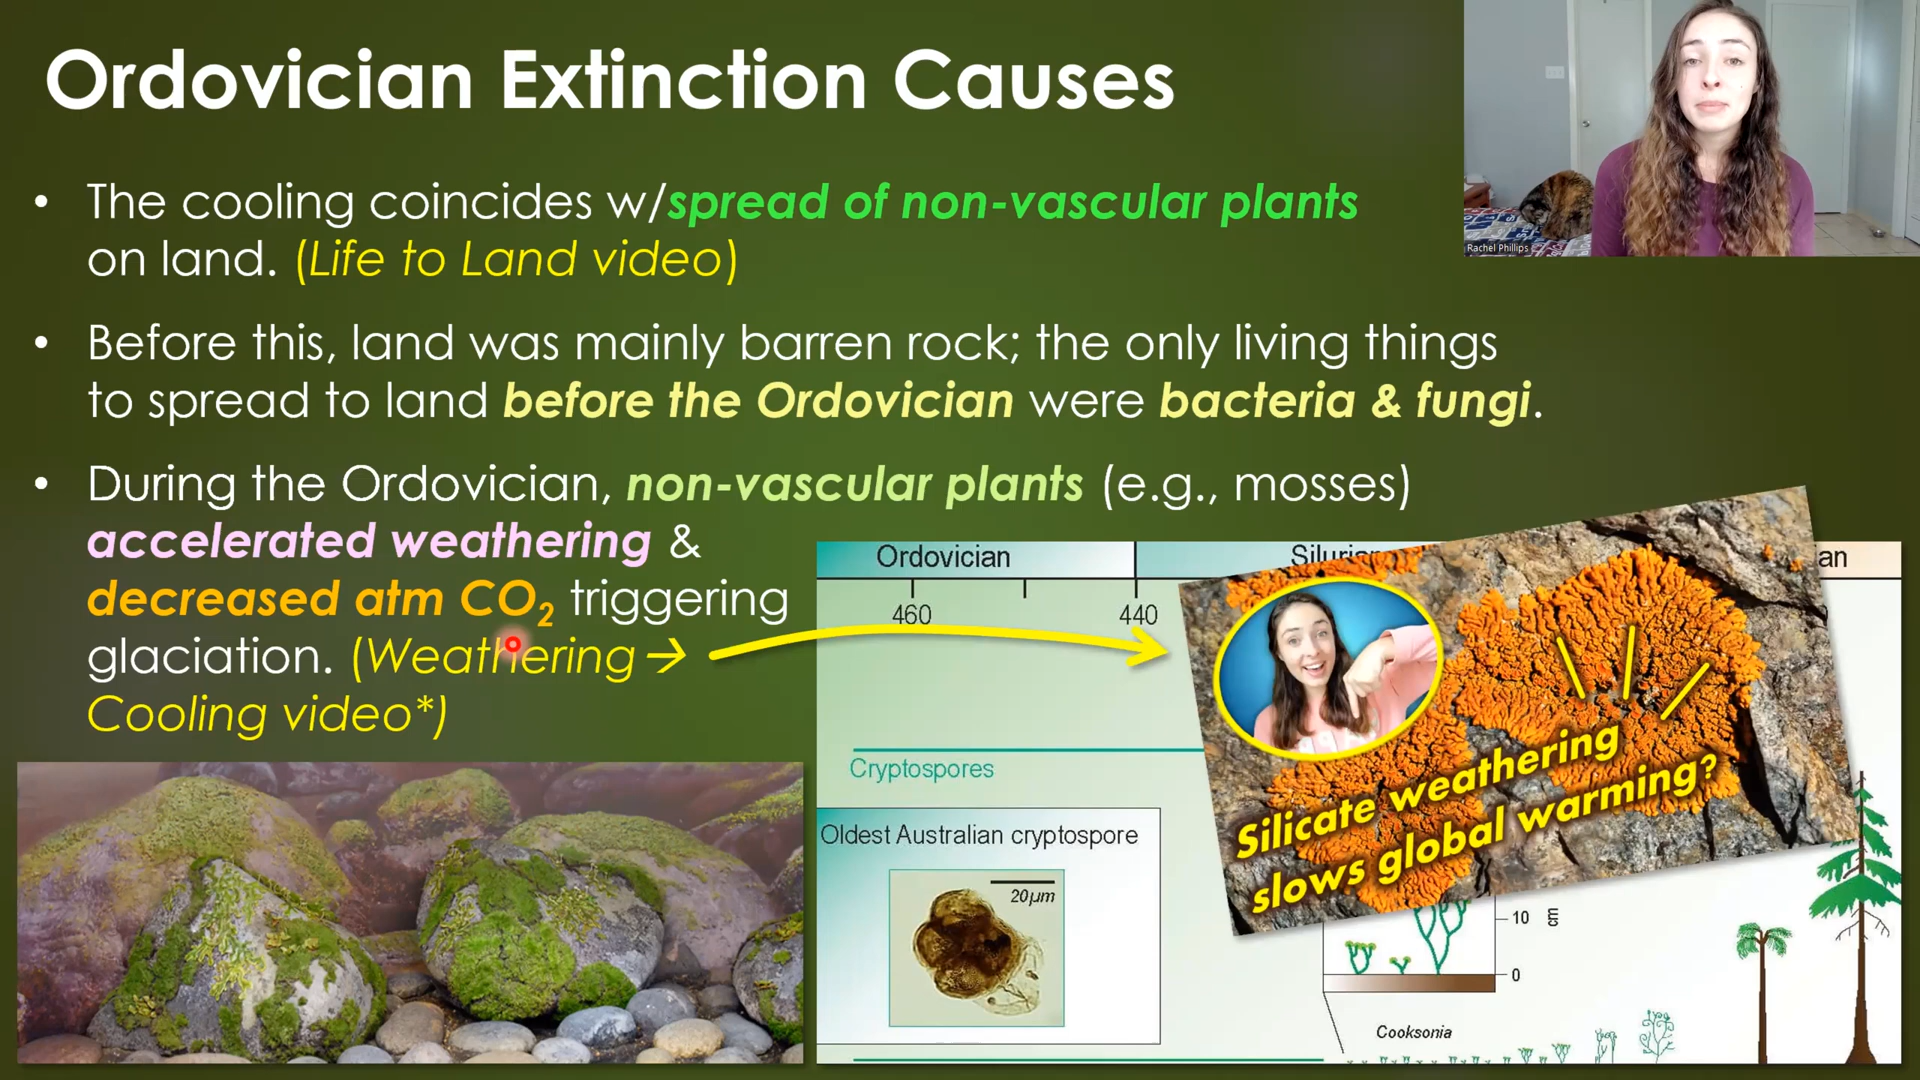 Ordovician Extinction Causes
Rachel Phillips
• The cooling coincides w/spread of non-vascular plants
on land. (Life to Land video)
• Before this, land was mainly barren rock; the only living things
to spread to land before the Ordovician were bacteria & fungi.
• During the Ordovician, non-vascular plants (e.g., mosses)
accelerated weathering &
decreased atm CO₂ triggering
glaciation. (Weathering →
Cooling video*)
Ordovician
460
440
Cryptospores
Oldest Australian cryptospore
20µm
Silicate weathering
slows global warming?
10
cm
0
Cooksonia